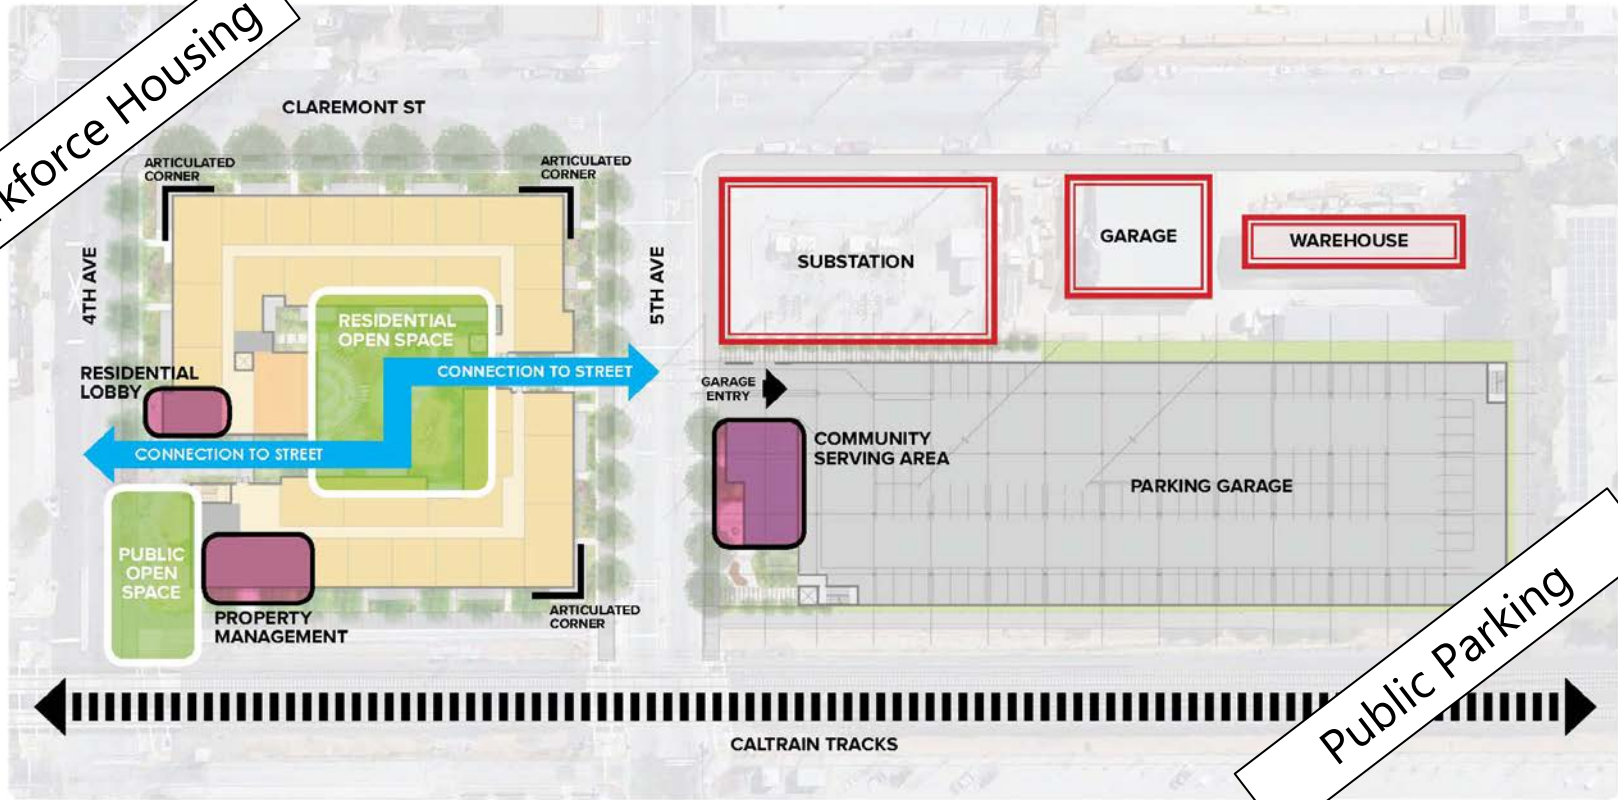 kforce Housing
CLAREMONT ST
ARTICULATED
CORNER
ARTICULATED
CORNER
4TH AVE
5TH AVE
SUBSTATION
GARAGE
WAREHOUSE
RESIDENTIAL
OPEN SPACE
RESIDENTIAL
LOBBY
CONNECTION TO STREET
GARAGE
ENTRY
COMMUNITY
SERVING AREA
CONNECTION TO STREET
PARKING GARAGE
PUBLIC
OPEN
SPACE
PROPERTY
MANAGEMENT
ARTICULATED
CORNER
Public Parking
CALTRAIN TRACKS